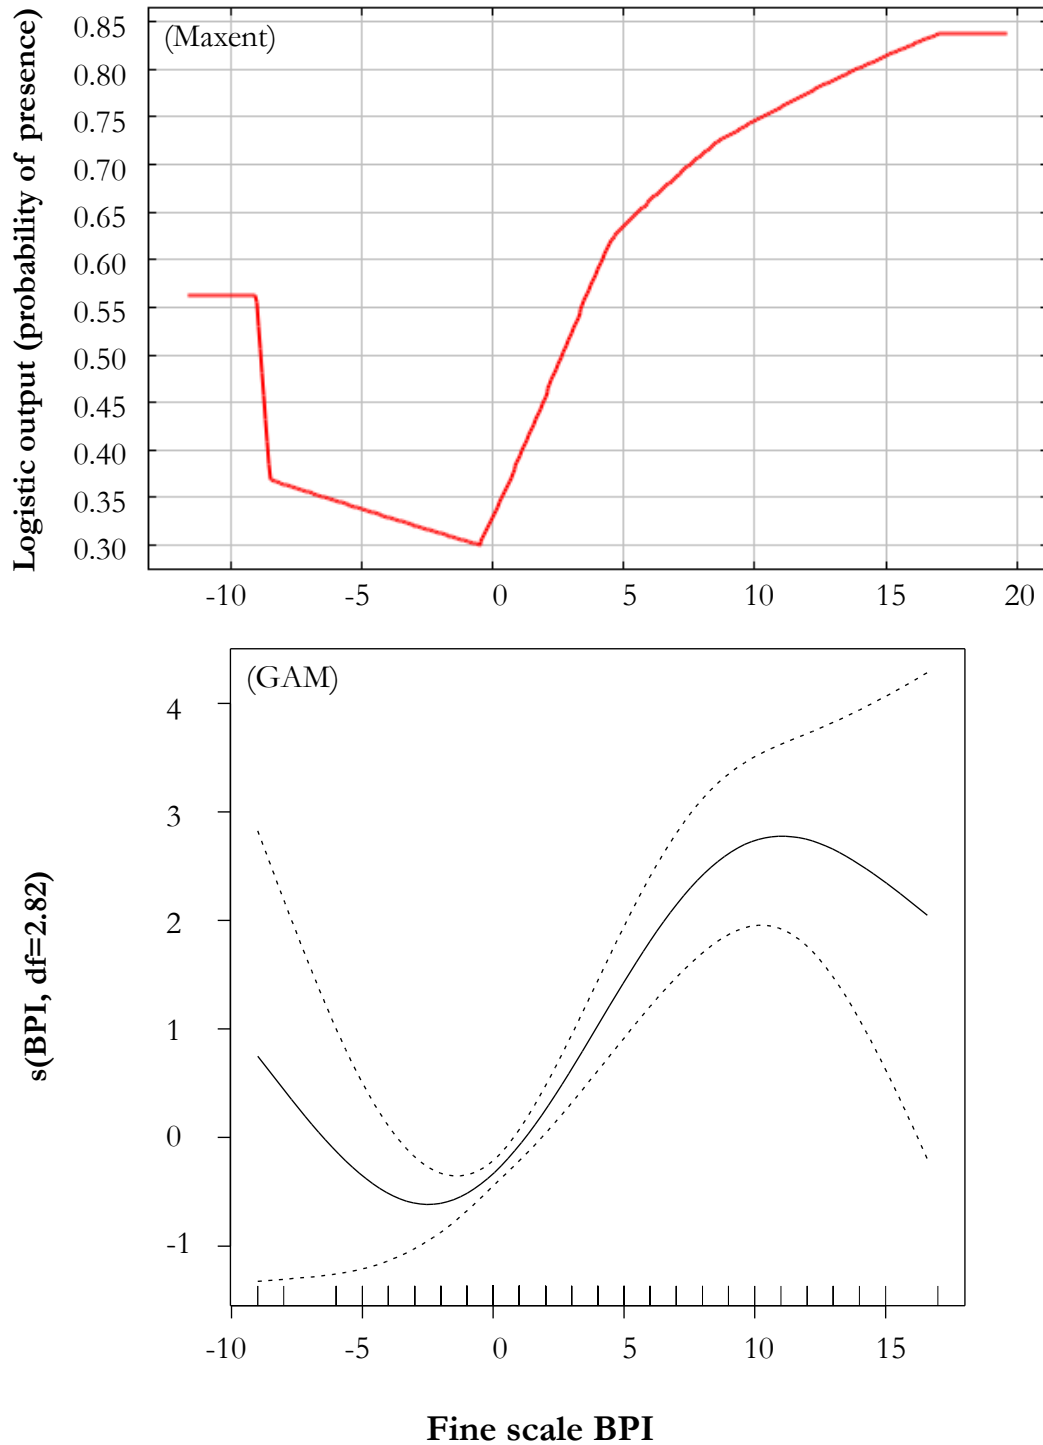 (Maxent)
Logistic output (probability of presence)
0.85
0.80
0.75
0.70
0.65
0.60
0.55
0.50
0.45
0.40
0.35
0.30
-10 -5 0 5 10 15 20
(GAM)
s(BPI, df=2.82)
4
3
2
1
0
-1
-10 -5 0 5 10 15
Fine scale BPI